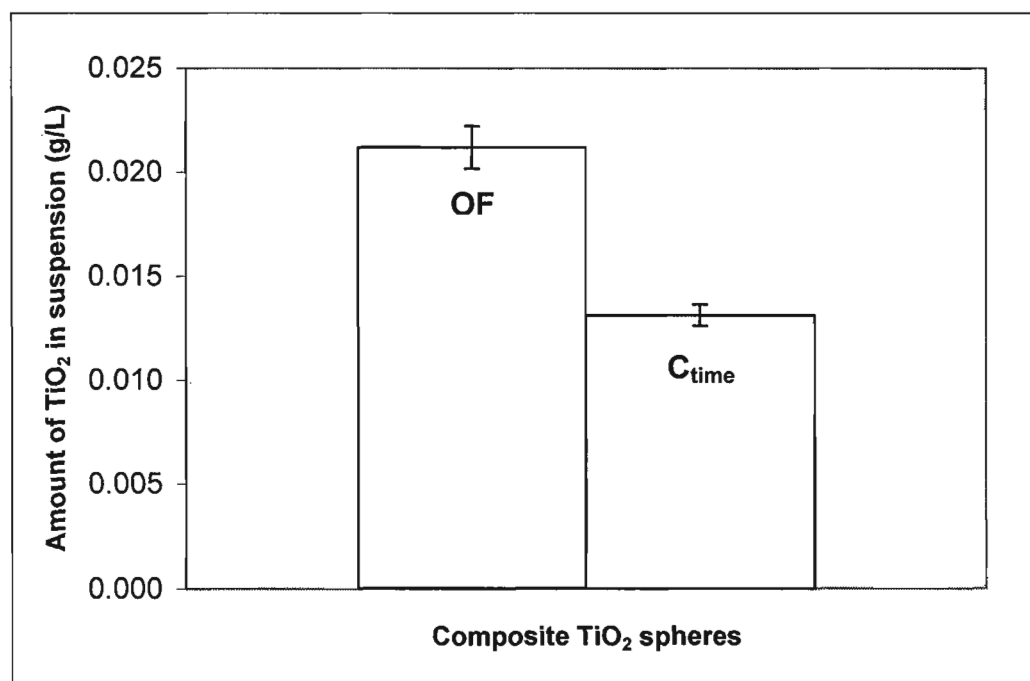 0.025
0.020
0.015
0.010
0.005
0.000
Amount of TiO₂ in suspension (g/L)
OF
C_time
Composite TiO₂ spheres